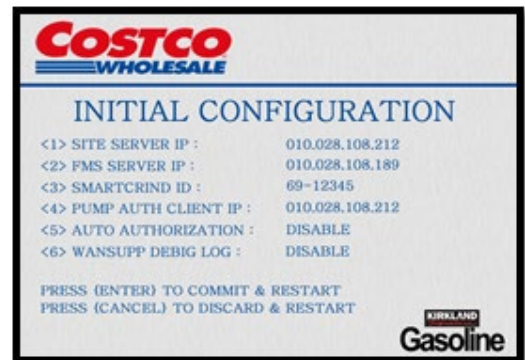 COSTCO
WHOLESALE
INITIAL CONFIGURATION
<1> SITE SERVER IP : 010.028.108.212
<2> FMS SERVER IP : 010.028.108.189
<3> SMARTCRIND ID : 69-12345
<4> PUMP AUTH CLIENT IP : 010.028.108.212
<5> AUTO AUTHORIZATION : DISABLE
<6> WANSUPP DEBIG LOG : DISABLE
PRESS (ENTER) TO COMMIT & RESTART
PRESS (CANCEL) TO DISCARD & RESTART
KIRKLAND
Gasoline